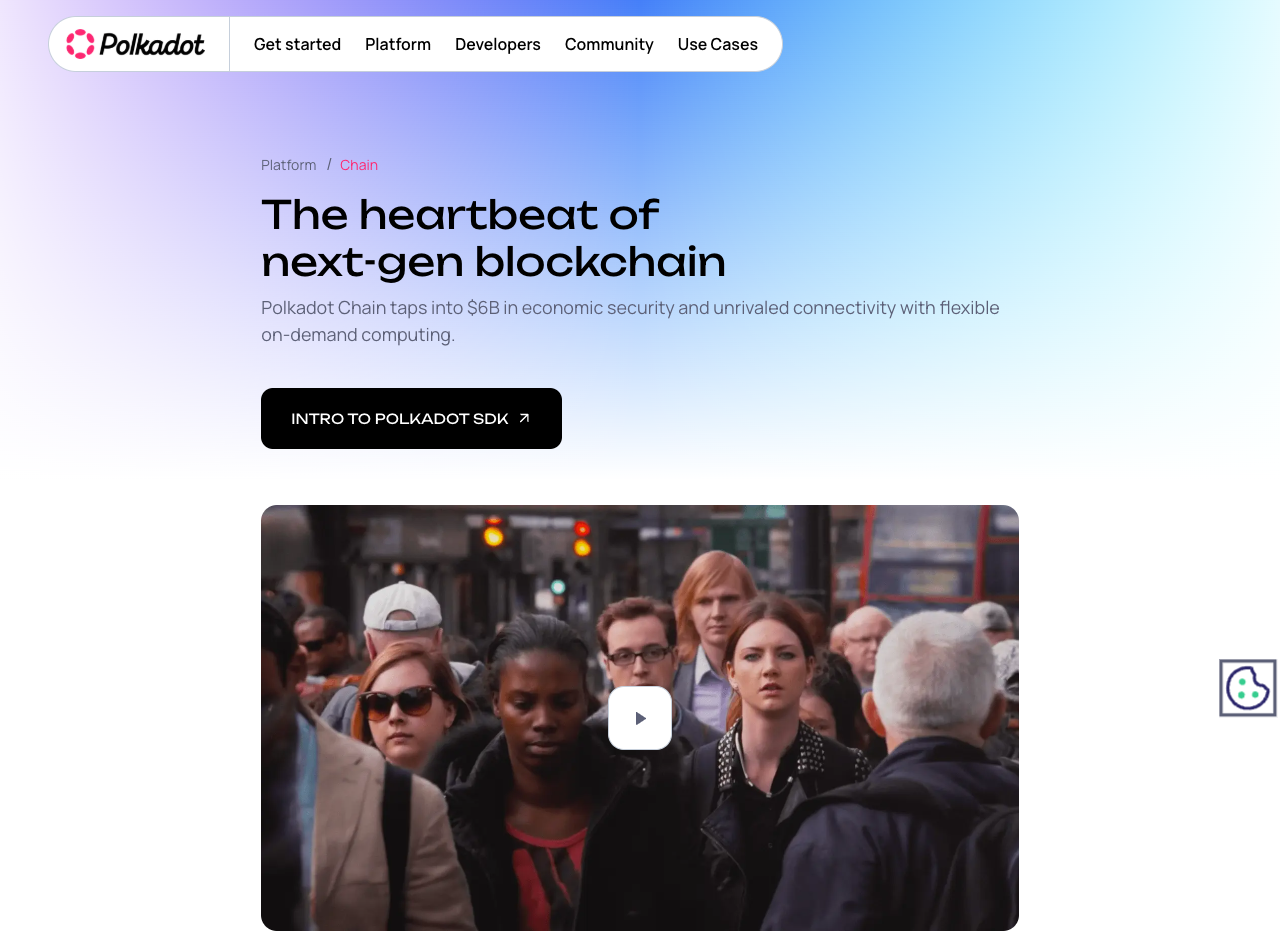 Polkadot
Get started
Platform
Developers
Community
Use Cases
Platform / Chain
The heartbeat of
next-gen blockchain
Polkadot Chain taps into $6B in economic security and unrivaled connectivity with flexible
on-demand computing.
INTRO TO POLKADOT SDK